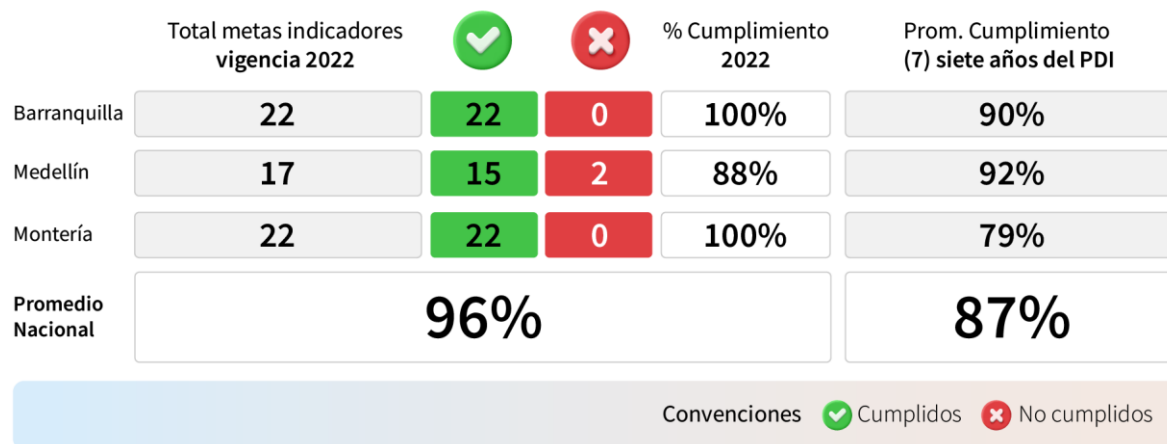 Total metas indicadores
vigencia 2022
% Cumplimiento
2022
Prom. Cumplimiento
(7) siete años del PDI
Barranquilla 22 22 0 100% 90%
Medellín 17 15 2 88% 92%
Montería 22 22 0 100% 79%
Promedio
Nacional
96% 87%
Convenciones Cumplidos No cumplidos